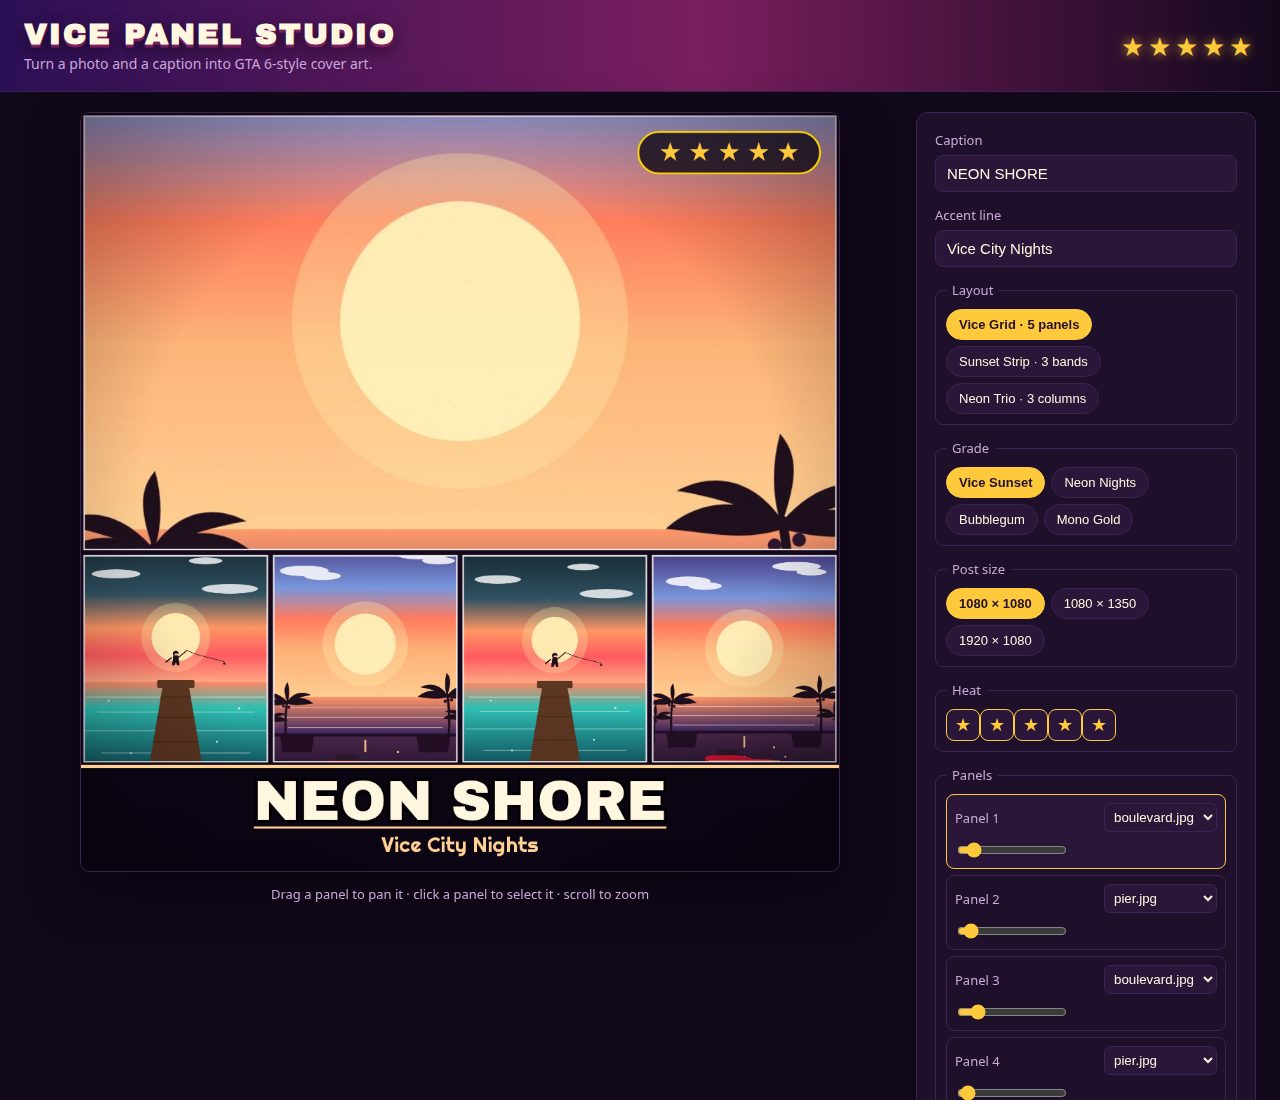 VICE PANEL STUDIO
Turn a photo and a caption into GTA 6-style cover art.
★ ★ ★ ★ ★
★ ★ ★ ★ ★
NEON SHORE
Vice City Nights
Drag a panel to pan it · click a panel to select it · scroll to zoom
Caption
NEON SHORE
Accent line
Vice City Nights
Layout
Vice Grid · 5 panels
Sunset Strip · 3 bands
Neon Trio · 3 columns
Grade
Vice Sunset Neon Nights
Bubblegum Mono Gold
Post size
1080 × 1080 1080 × 1350
1920 × 1080
Heat
★ ★ ★ ★ ★
Panels
Panel 1 boulevard.jpg
Panel 2 pier.jpg
Panel 3 boulevard.jpg
Panel 4 pier.jpg